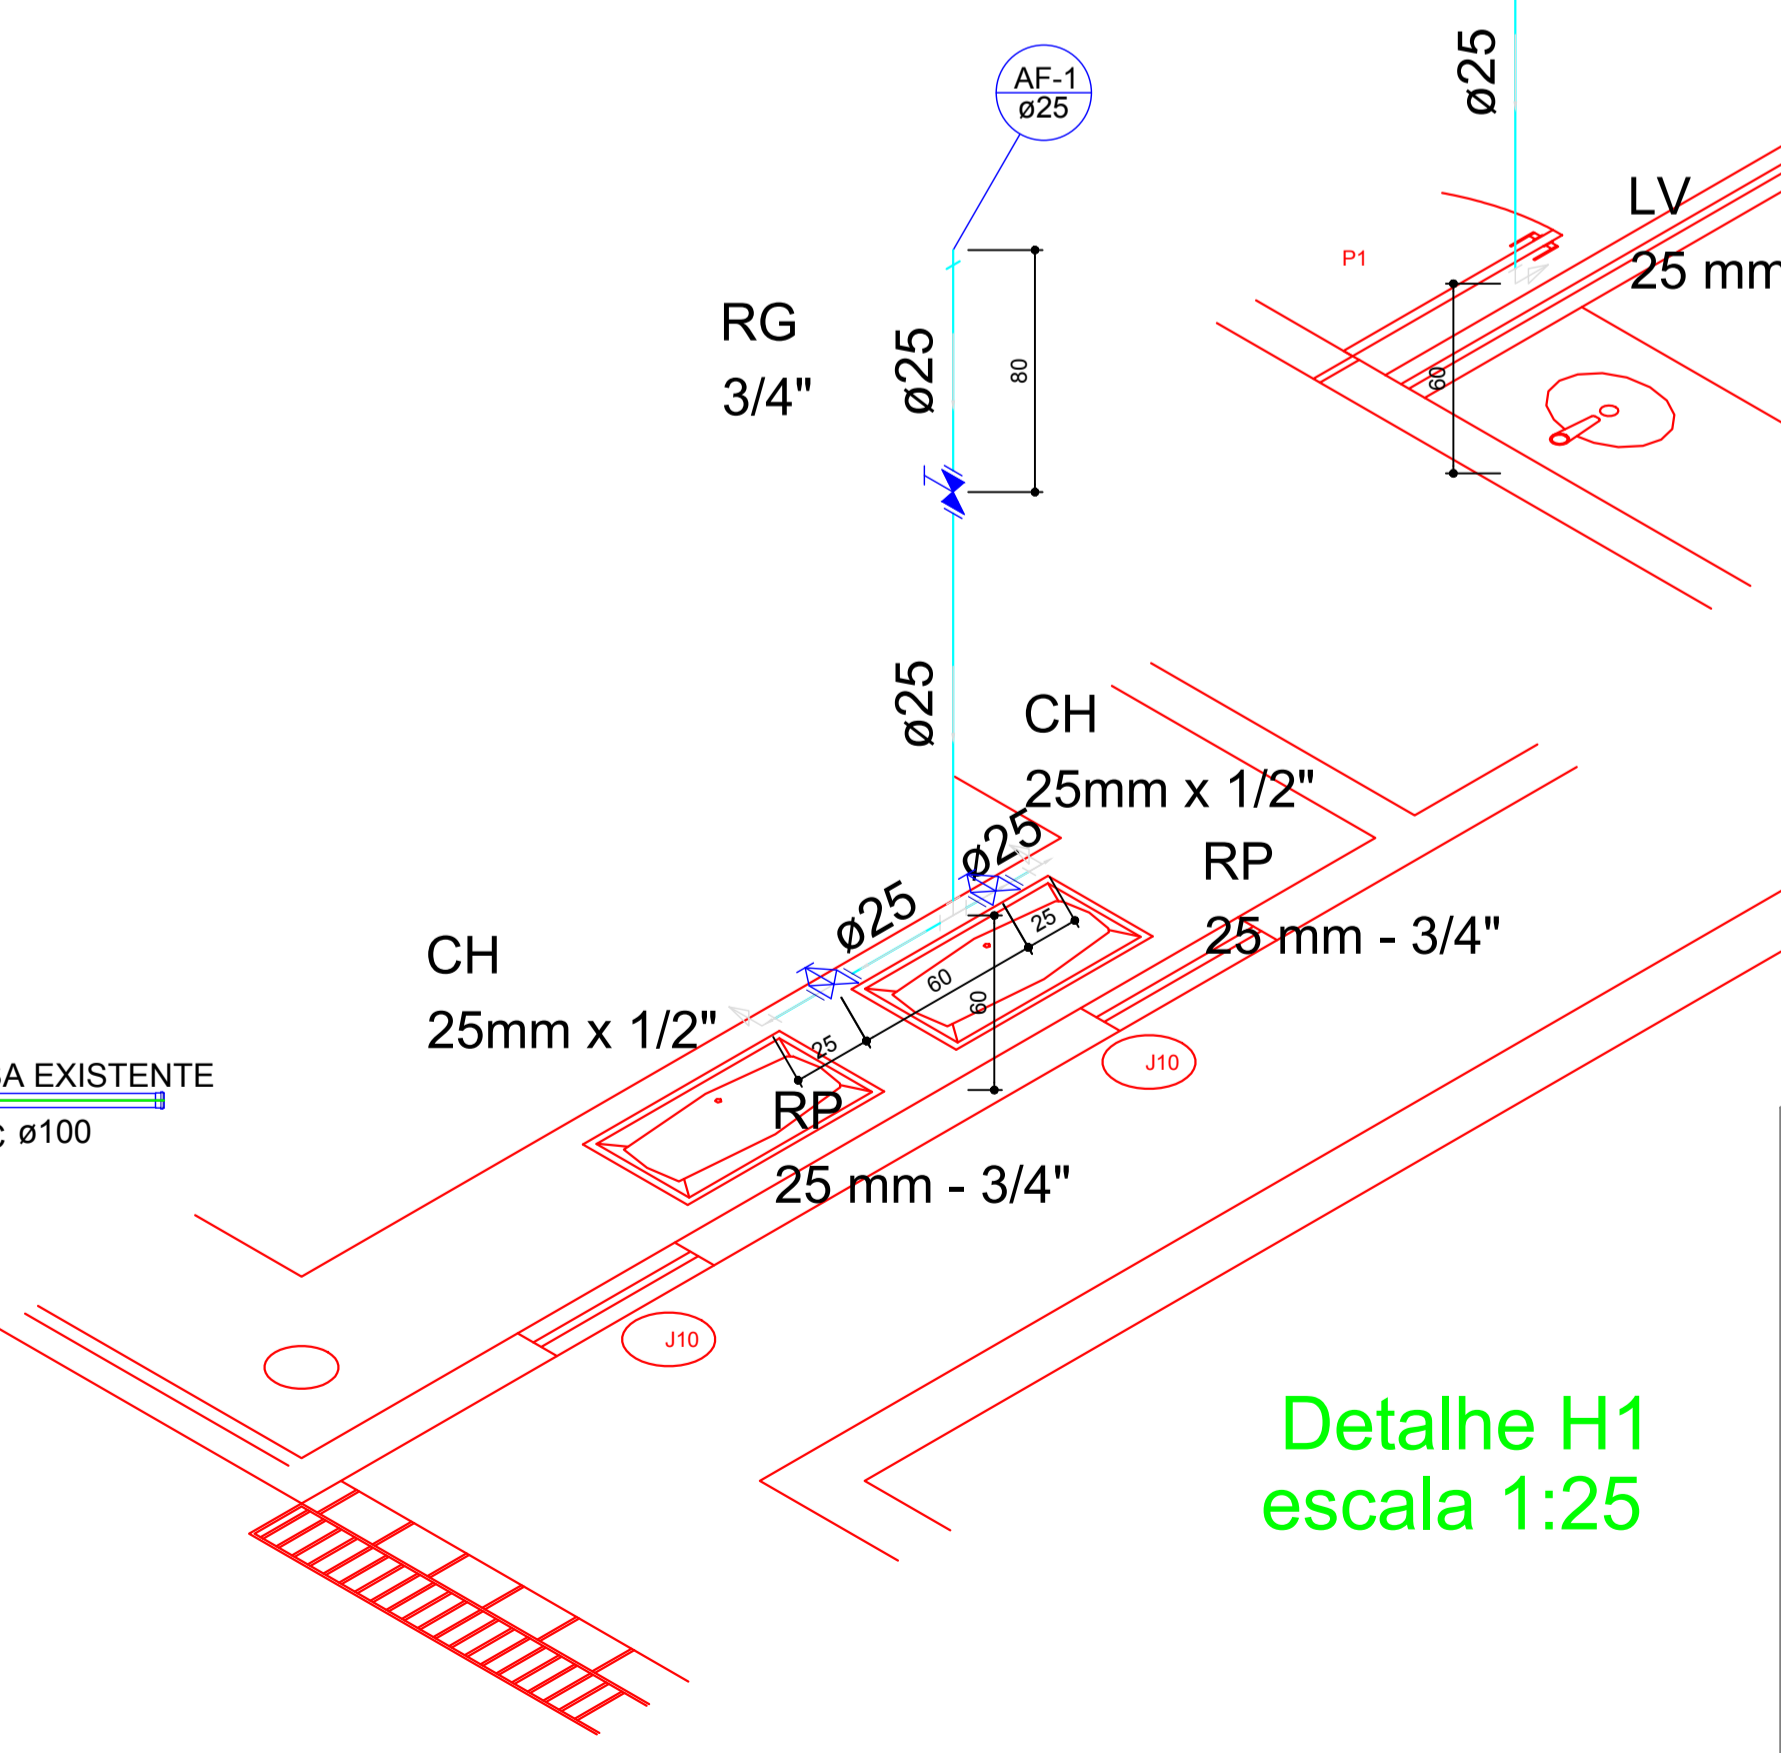 AF-1
ø25
ø25
LV
25 mm
P1
RG
3/4"
ø25
80
60
ø25
CH
25mm x 1/2"
ø25
RP
25 mm - 3/4"
ø25
25
60
60
25
CH
25mm x 1/2"
J10
RP
25 mm - 3/4"
EXISTENTE
ø100
J10
Detalhe H1
escala 1:25